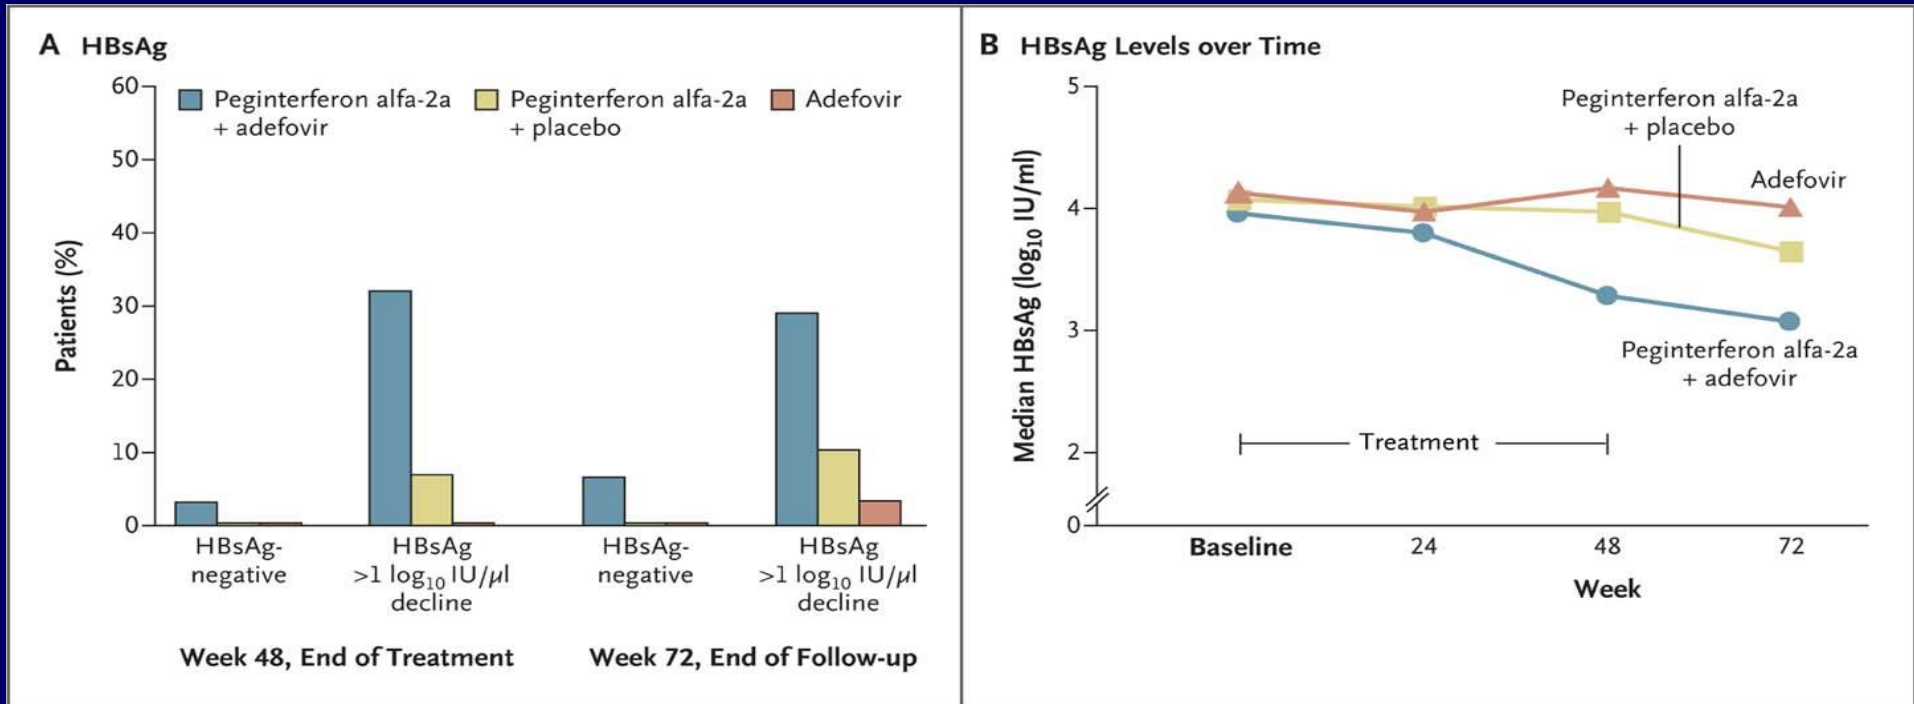 A HBsAg
60
50
40
30
20
10
0
Patients (%)
Peginterferon alfa-2a
+ adefovir
Peginterferon alfa-2a
+ placebo
Adefovir
HBsAg-
negative
HBsAg
>1 log10 IU/µl
decline
HBsAg-
negative
HBsAg
>1 log10 IU/µl
decline
Week 48, End of Treatment
Week 72, End of Follow-up
B HBsAg Levels over Time
5
4
3
2
0
Median HBsAg (log10 IU/ml)
Peginterferon alfa-2a
+ placebo
Adefovir
Peginterferon alfa-2a
+ adefovir
Treatment
Baseline
24
48
72
Week